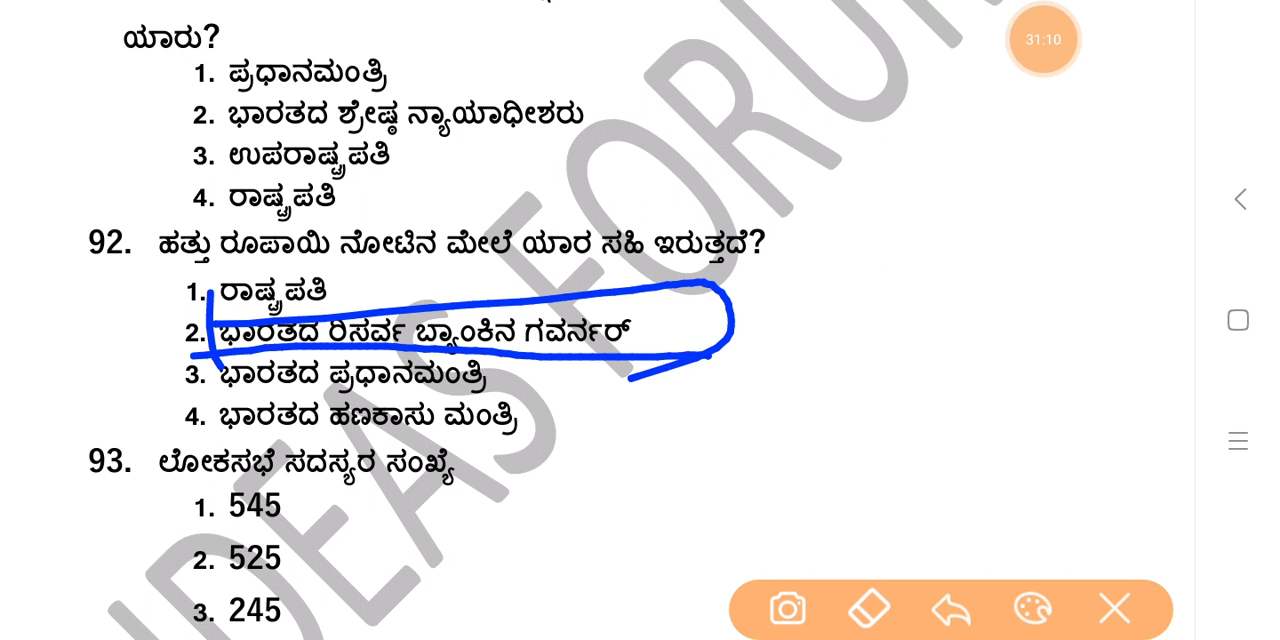 ಯಾರು?
31:10
1. ಪ್ರಧಾನಮಂತ್ರಿ
2. ಭಾರತದ ಶ್ರೇಷ್ಠ ನ್ಯಾಯಾಧೀಶರು
3. ಉಪರಾಷ್ಟ್ರಪತಿ
4. ರಾಷ್ಟ್ರಪತಿ
92. ಹತ್ತು ರೂಪಾಯಿ ನೋಟಿನ ಮೇಲೆ ಯಾರ ಸಹಿ ಇರುತ್ತದೆ?
1. ರಾಷ್ಟ್ರಪತಿ
2. ಭಾರತದ ರಿಸರ್ವ ಬ್ಯಾಂಕಿನ ಗವರ್ನರ್
3. ಭಾರತದ ಪ್ರಧಾನಮಂತ್ರಿ
4. ಭಾರತದ ಹಣಕಾಸು ಮಂತ್ರಿ
93. ಲೋಕಸಭೆ ಸದಸ್ಯರ ಸಂಖ್ಯೆ
1. 545
2. 525
3. 245
IDEAS FORUM